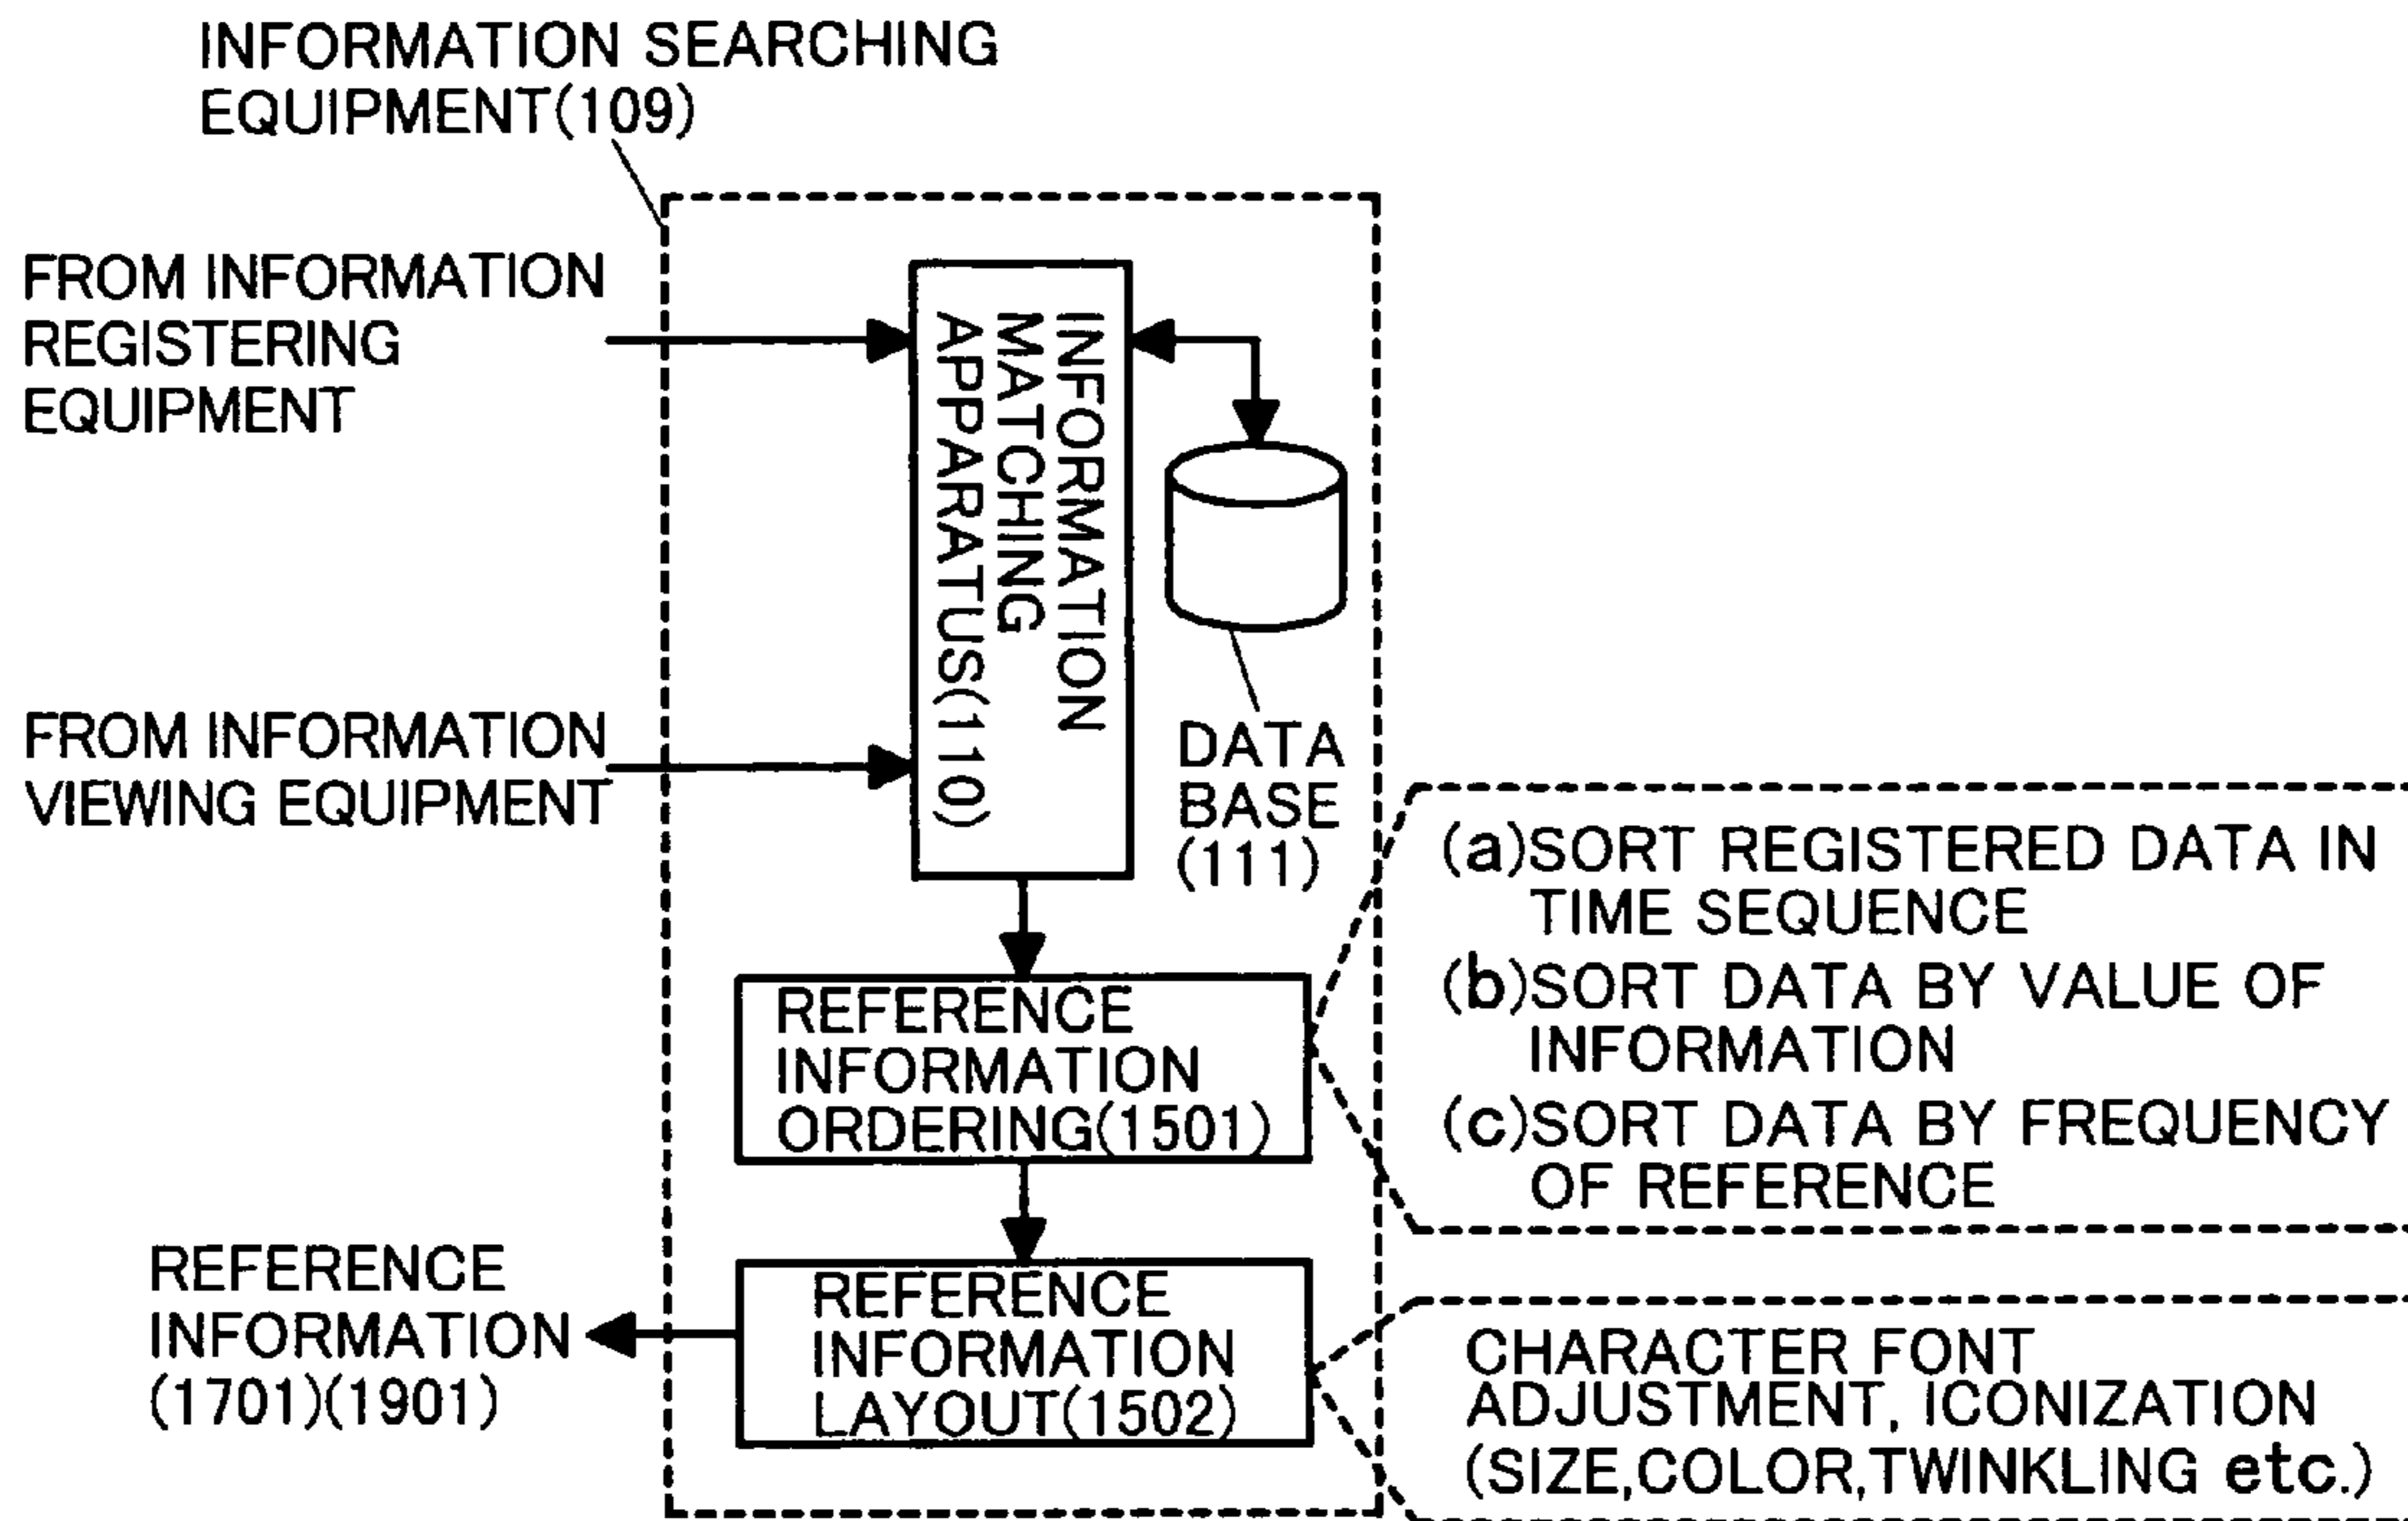 INFORMATION SEARCHING
EQUIPMENT(109)
FROM INFORMATION
REGISTERING
EQUIPMENT
INFORMATION
MATCHING
APPARATUS(110)
FROM INFORMATION
VIEWING EQUIPMENT
DATA
BASE
(111)
(a)SORT REGISTERED DATA IN
TIME SEQUENCE
(b)SORT DATA BY VALUE OF
INFORMATION
(c)SORT DATA BY FREQUENCY
OF REFERENCE
REFERENCE
INFORMATION
ORDERING(1501)
REFERENCE
INFORMATION
LAYOUT(1502)
REFERENCE
INFORMATION
(1701)(1901)
CHARACTER FONT
ADJUSTMENT, ICONIZATION
(SIZE,COLOR,TWINKLING etc.)